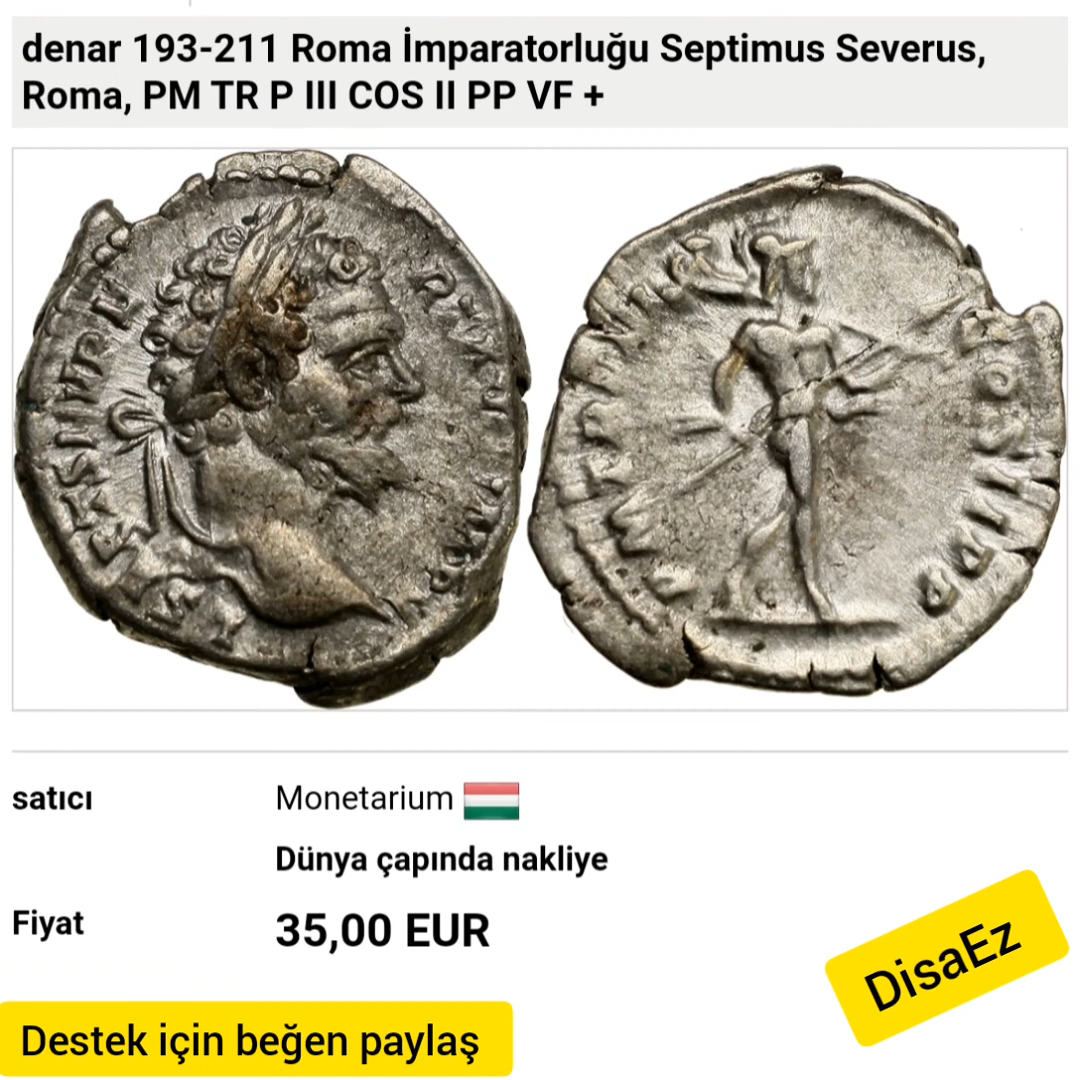 denar 193-211 Roma İmparatorluğu Septimus Severus,
Roma, PM TR P III COS II PP VF +
satıcı
Monetarium
Dünya çapında nakliye
Fiyat
35,00 EUR
DisaEz
Destek için beğen paylaş